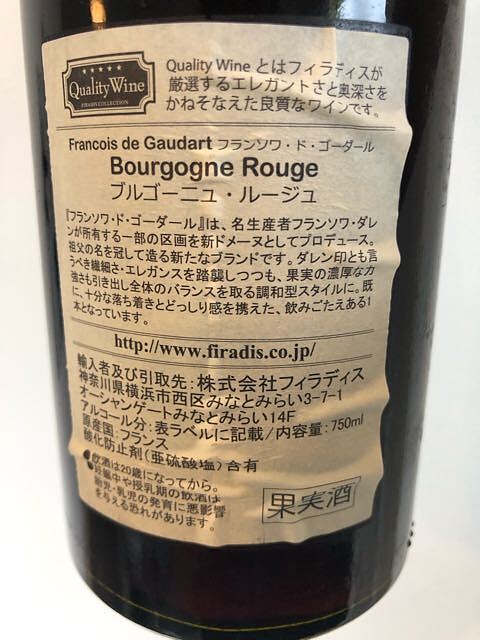 ★★★★★
Quality Wine
FIRADIS COLLECTION
Quality Wine とはフィラディスが
厳選するエレガントさと奥深さを
かねそなえた良質なワインです。
Francois de Gaudart フランソワ・ド・ゴーダール
Bourgogne Rouge
ブルゴーニュ・ルージュ
『フランソワ・ド・ゴーダール』は、名生産者フランソワ・ダレ
ンが所有する一部の区画を新ドメーヌとしてプロデュース。
祖父の名を冠して造る新たなブランドです。ダレン印とも言
うべき繊細さ・エレガンスを踏襲しつつも、果実の濃厚な力
強さも引き出し全体のバランスを取る調和型スタイルに。既
に、十分な落ち着きとどっしり感を携えた、飲みごたえある1
本となっています。
http://www.firadis.co.jp/
輸入者及び引取先:株式会社フィラディス
神奈川県横浜市西区みなとみらい3-7-1
オーシャンゲートみなとみらい14F
アルコール分:表ラベルに記載/内容量:750ml
原産国:フランス
酸化防止剤(亜硫酸塩)含有
●飲酒は20歳になってから。
●妊娠中や授乳期の飲酒は
胎児・乳児の発育に悪影響
を与える恐れがあります。
果実酒